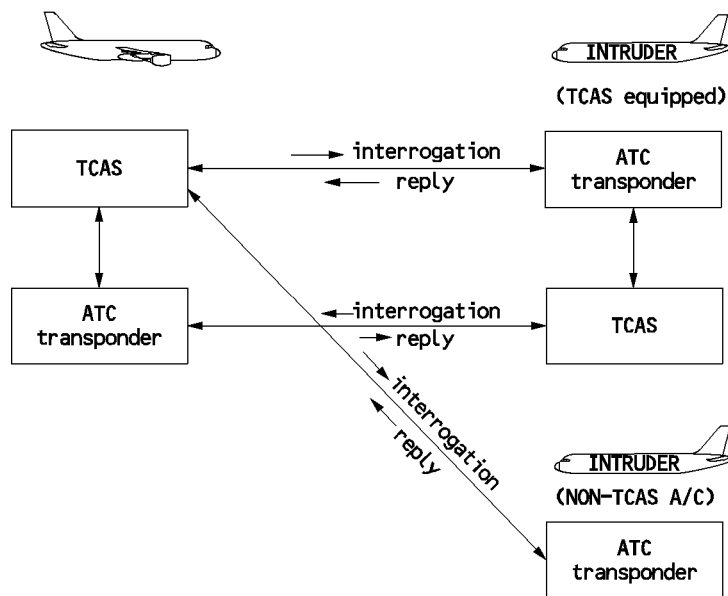 INTRUDER
(TCAS equipped)
TCAS
interrogation
reply
ATC
transponder
ATC
transponder
interrogation
reply
TCAS
interrogation
reply
INTRUDER
(NON-TCAS A/C)
ATC
transponder